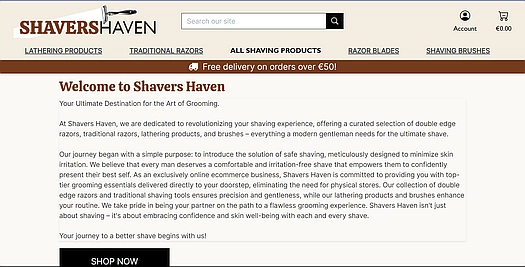 SHAVERSHAVEN
Search our site
Account
€0.00
LATHERING PRODUCTS
TRADITIONAL RAZORS
ALL SHAVING PRODUCTS
RAZOR BLADES
SHAVING BRUSHES
Free delivery on orders over €50!
Welcome to Shavers Haven
Your Ultimate Destination for the Art of Grooming.
At Shavers Haven, we are dedicated to revolutionizing your shaving experience, offering a curated selection of double edge
razors, traditional razors, lathering products, and brushes – everything a modern gentleman needs for the ultimate shave.
Our journey began with a simple purpose: to introduce the solution of safe shaving, meticulously designed to minimize skin
irritation. We believe that every man deserves a comfortable and irritation-free shave that empowers them to confidently
present their best self. As an exclusively online ecommerce business, Shavers Haven is committed to providing you with top-
tier grooming essentials delivered directly to your doorstep, eliminating the need for physical stores. Our collection of double
edge razors and traditional shaving tools ensures precision and gentleness, while our lathering products and brushes enhance
your routine. We take pride in being your partner on the path to a flawless grooming experience. Shavers Haven isn't just
about shaving – it's about embracing confidence and skin well-being with each and every shave.
Your journey to a better shave begins with us!
SHOP NOW